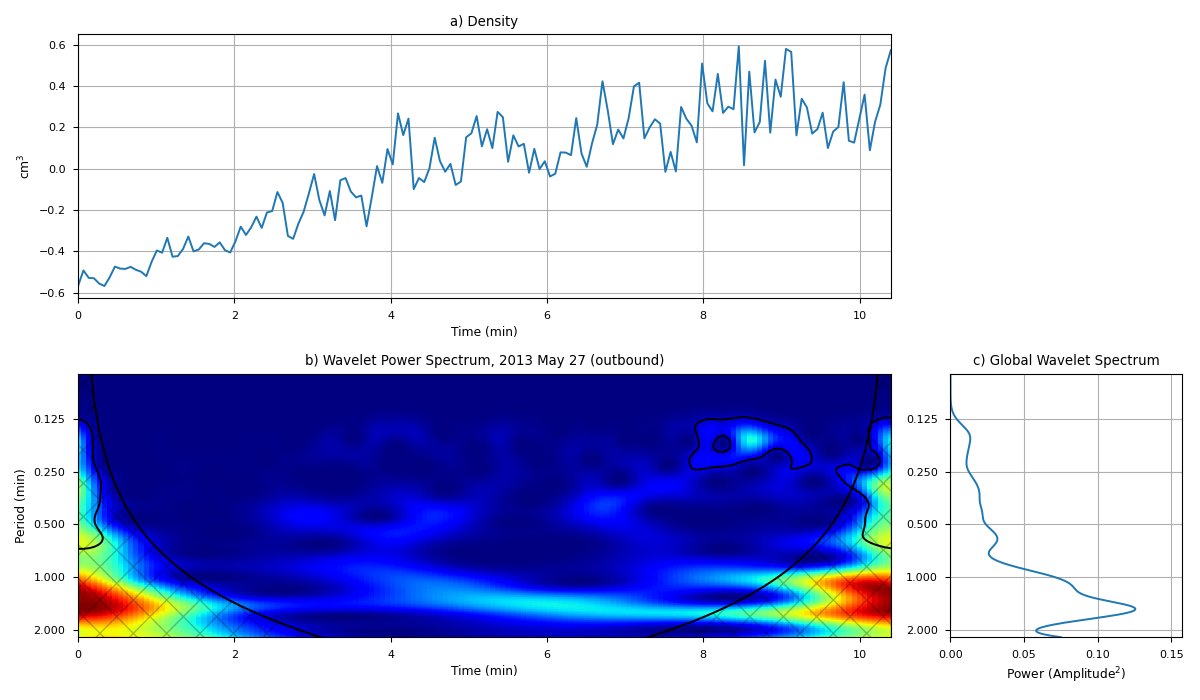 a) Density
0.6
0.4
0.2
0.0
−0.2
−0.4
−0.6
cm³
0 2 4 6 8 10
Time (min)
b) Wavelet Power Spectrum, 2013 May 27 (outbound)
0.125
0.250
0.500
1.000
2.000
Period (min)
0 2 4 6 8 10
Time (min)
c) Global Wavelet Spectrum
0.125
0.250
0.500
1.000
2.000
0.00 0.05 0.10 0.15
Power (Amplitude²)